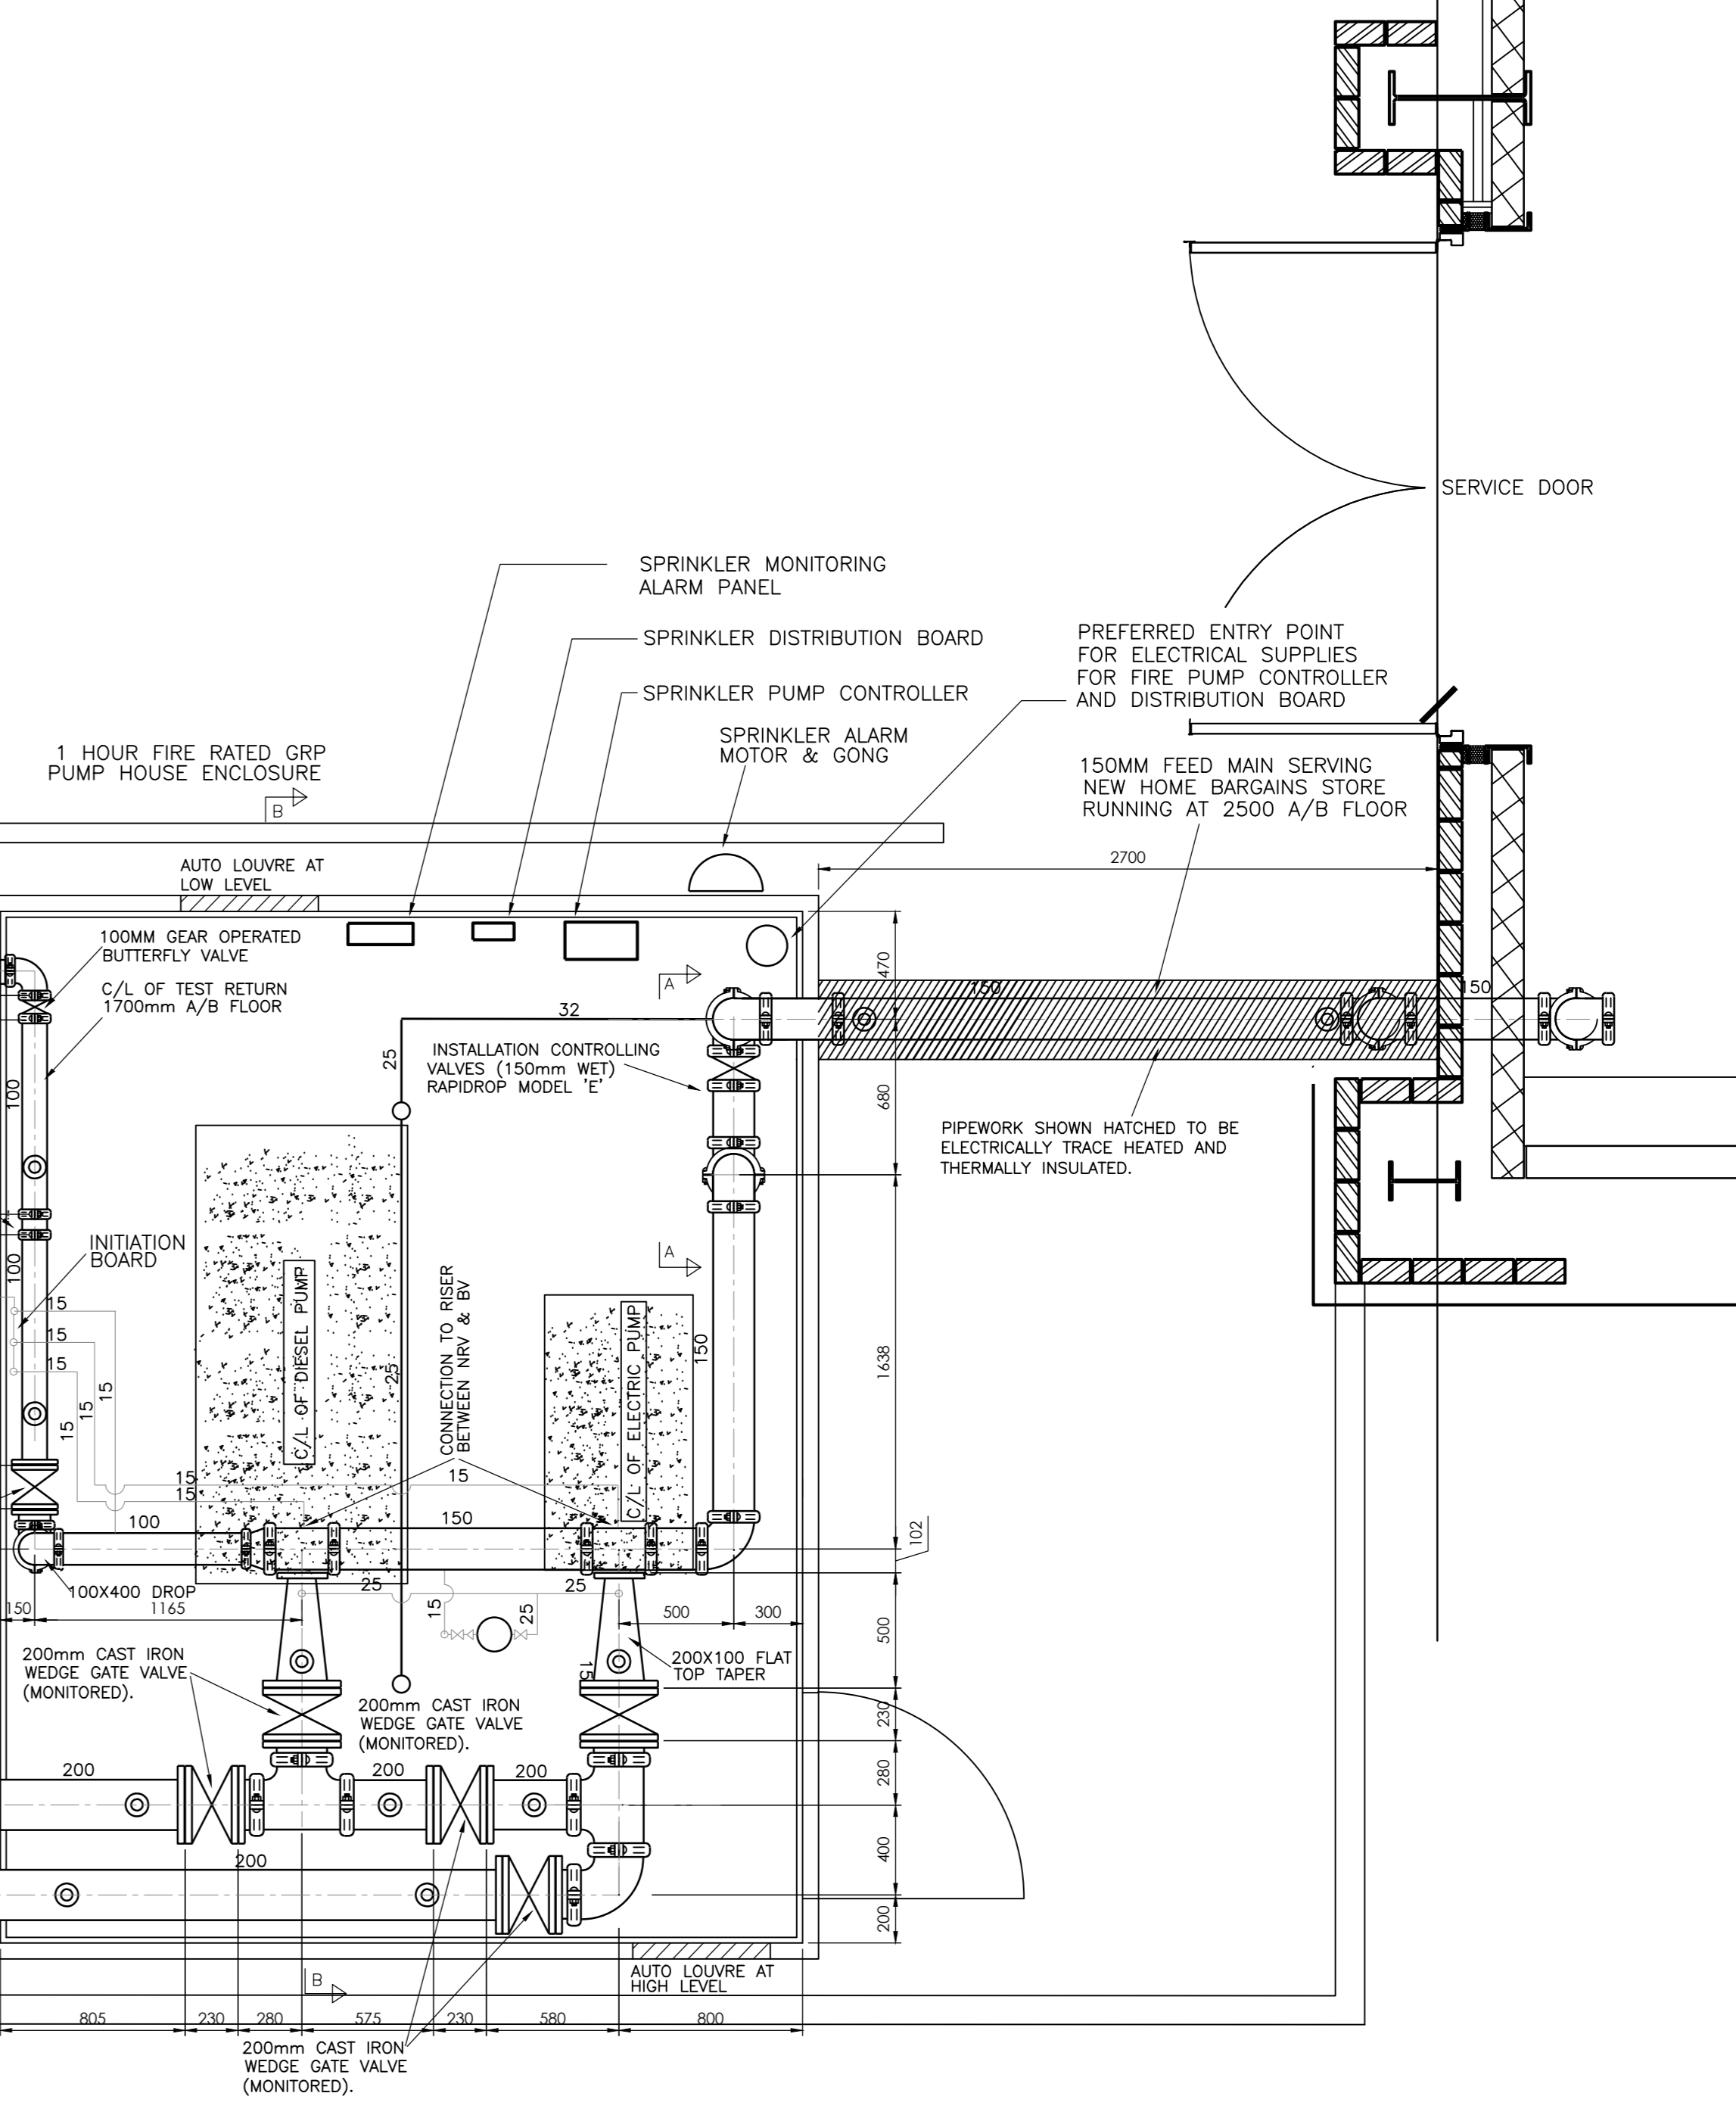 SERVICE DOOR
SPRINKLER MONITORING
ALARM PANEL
SPRINKLER DISTRIBUTION BOARD
SPRINKLER PUMP CONTROLLER
PREFERRED ENTRY POINT
FOR ELECTRICAL SUPPLIES
FOR FIRE PUMP CONTROLLER
AND DISTRIBUTION BOARD
SPRINKLER ALARM
MOTOR & GONG
1 HOUR FIRE RATED GRP
PUMP HOUSE ENCLOSURE
B
150MM FEED MAIN SERVING
NEW HOME BARGAINS STORE
RUNNING AT 2500 A/B FLOOR
2700
AUTO LOUVRE AT
LOW LEVEL
100MM GEAR OPERATED
BUTTERFLY VALVE
C/L OF TEST RETURN
1700mm A/B FLOOR
A
470
150
150
32
25
INSTALLATION CONTROLLING
VALVES (150mm WET)
RAPIDROP MODEL 'E'
100
680
PIPEWORK SHOWN HATCHED TO BE
ELECTRICALLY TRACE HEATED AND
THERMALLY INSULATED.
INITIATION
BOARD
100
A
15
15
15
15
15
15
C/L OF DIESEL PUMP
25
CONNECTION TO RISER
BETWEEN NRV & BV
C/L OF ELECTRIC PUMP
150
1638
15
15
15
100
150
102
100X400 DROP
25
25
150
1165
15
25
500
300
500
200mm CAST IRON
WEDGE GATE VALVE
(MONITORED).
200X100 FLAT
TOP TAPER
15
200mm CAST IRON
WEDGE GATE VALVE
(MONITORED).
230
200
200
200
280
200
400
200
B
AUTO LOUVRE AT
HIGH LEVEL
805
230
280
575
230
580
800
200mm CAST IRON
WEDGE GATE VALVE
(MONITORED).